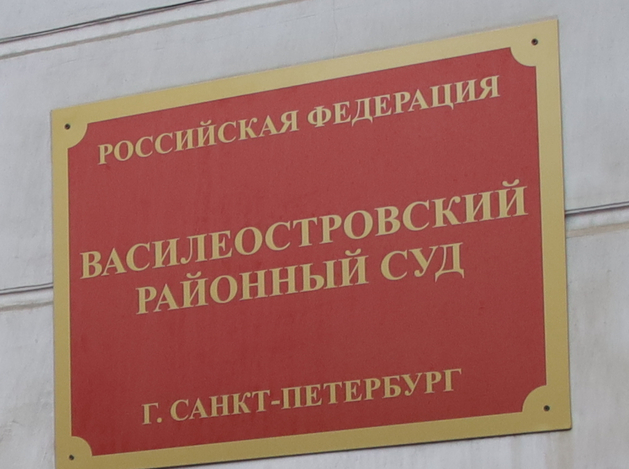 РОССИЙСКАЯ ФЕДЕРАЦИЯ
ВАСИЛЕОСТРОВСКИЙ
РАЙОННЫЙ СУД
Г. САНКТ-ПЕТЕРБУРГ